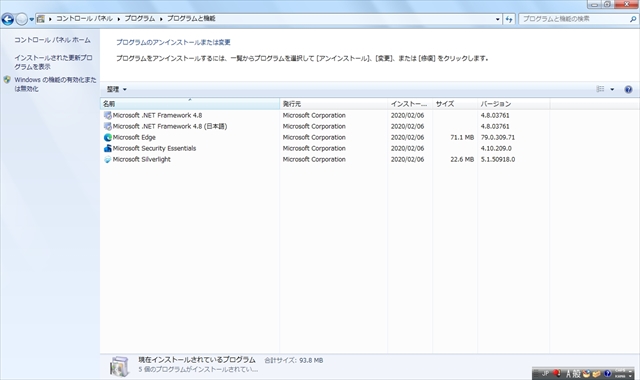 コントロール パネル ▸ プログラム ▸ プログラムと機能
プログラムと機能の検索
コントロール パネル ホーム
インストールされた更新プログラムを表示
Windows の機能の有効化または無効化
プログラムのアンインストールまたは変更
プログラムをアンインストールするには、一覧からプログラムを選択して [アンインストール]、[変更]、または [修復] をクリックします。
整理
名前 発行元 インストー... サイズ バージョン
Microsoft .NET Framework 4.8 Microsoft Corporation 2020/02/06 4.8.03761
Microsoft .NET Framework 4.8 (日本語) Microsoft Corporation 2020/02/06 4.8.03761
Microsoft Edge Microsoft Corporation 2020/02/06 71.1 MB 79.0.309.71
Microsoft Security Essentials Microsoft Corporation 2020/02/06 4.10.209.0
Microsoft Silverlight Microsoft Corporation 2020/02/06 22.6 MB 5.1.50918.0
現在インストールされているプログラム 合計サイズ: 93.8 MB
5 個のプログラムがインストールされてい...
JP A 般